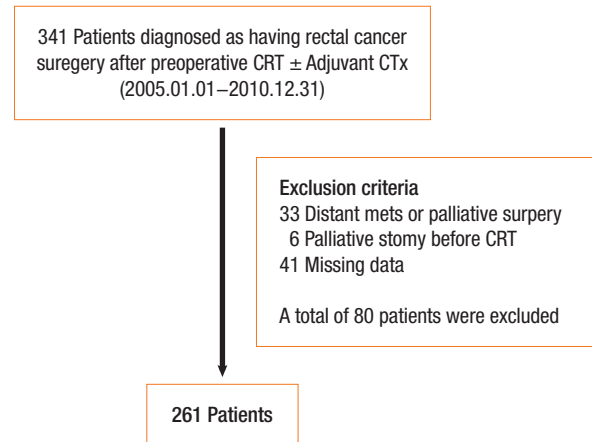 341 Patients diagnosed as having rectal cancer
suregery after preoperative CRT ± Adjuvant CTx
(2005.01.01–2010.12.31)
Exclusion criteria
33 Distant mets or palliative surpery
6 Palliative stomy before CRT
41 Missing data
A total of 80 patients were excluded
261 Patients